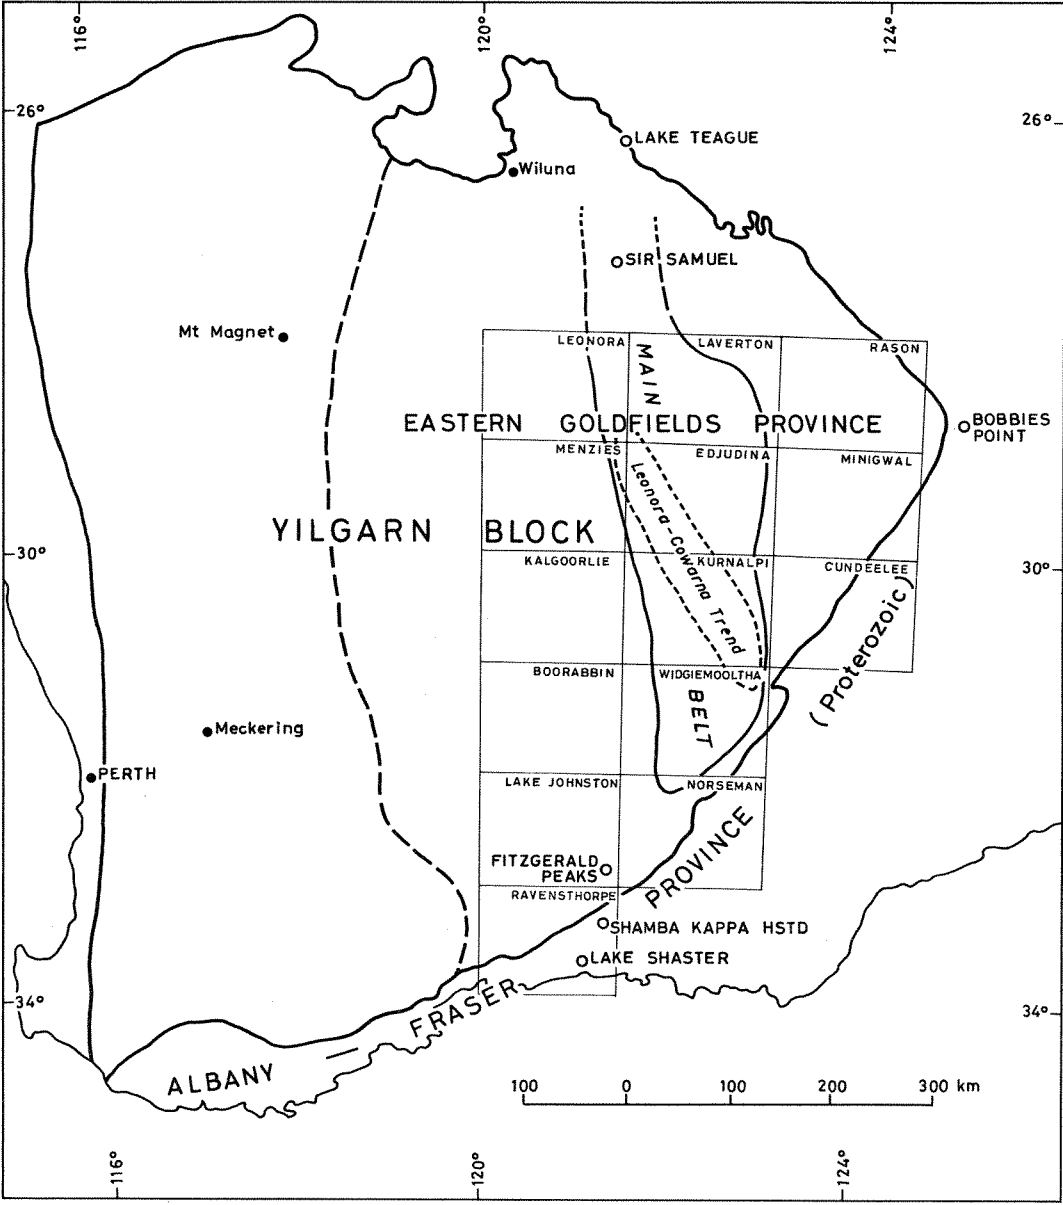 116°
120°
124°
26°
26°
LAKE TEAGUE
Wiluna
SIR SAMUEL
Mt Magnet
LEONORA
LAVERTON
RASON
MAIN
EASTERN GOLDFIELDS PROVINCE
BOBBIES
POINT
MENZIES
EDJUDINA
MINIGWAL
Leonora-Cowarna Trend
YILGARN BLOCK
30°
30°
KALGOORLIE
KURNALPI
CUNDEELEE
(Proterozoic)
BOORABBIN
WIDGIEMOOLTHA
BELT
Meckering
PERTH
LAKE JOHNSTON
NORSEMAN
FITZGERALD
PEAKS
RAVENSTHORPE
SHAMBA KAPPA HSTD
LAKE SHASTER
34°
34°
ALBANY — FRASER PROVINCE
100 0 100 200 300 km
116°
120°
124°